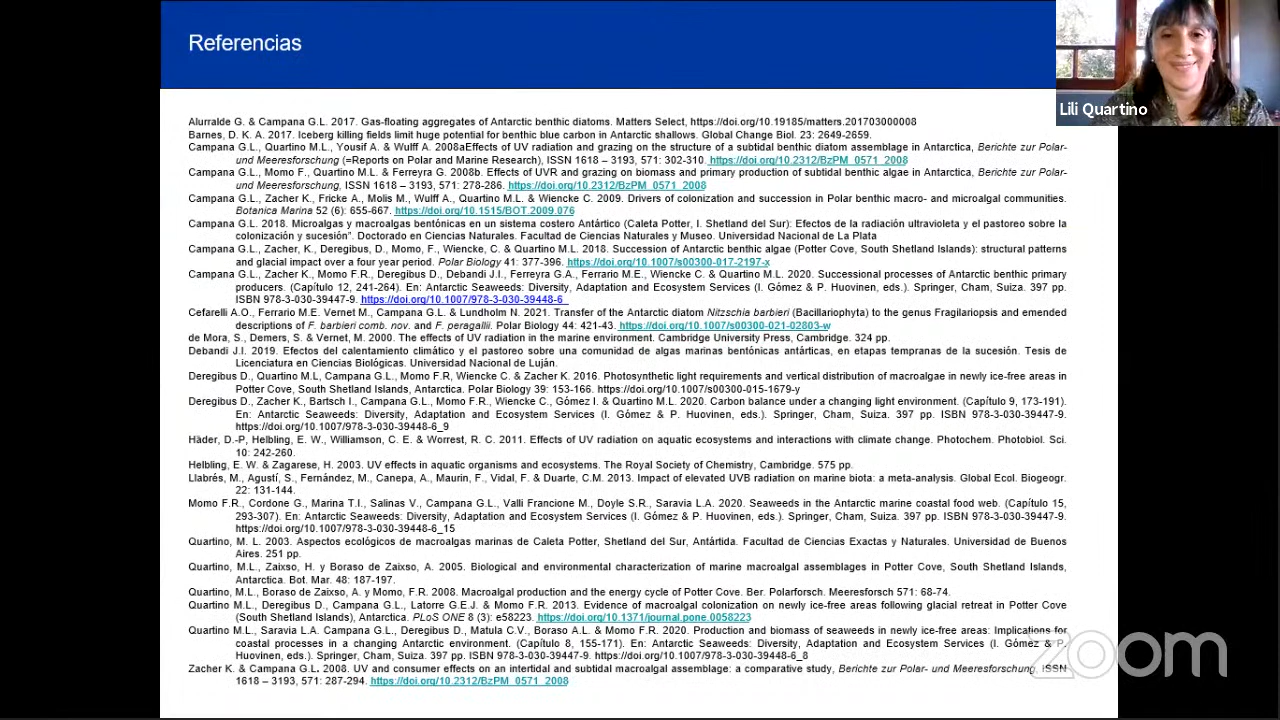 Referencias
Lili Quartino
Alurralde G. & Campana G.L. 2017. Gas-floating aggregates of Antarctic benthic diatoms. Matters Select, https://doi.org/10.19185/matters.201703000008
Barnes, D. K. A. 2017. Iceberg killing fields limit huge potential for benthic blue carbon in Antarctic shallows. Global Change Biol. 23: 2649-2659.
Campana G.L., Quartino M.L., Yousif A. & Wulff A. 2008aEffects of UV radiation and grazing on the structure of a subtidal benthic diatom assemblage in Antarctica, Berichte zur Polar-
und Meeresforschung (=Reports on Polar and Marine Research), ISSN 1618 – 3193, 571: 302-310. https://doi.org/10.2312/BzPM_0571_2008
Campana G.L., Momo F., Quartino M.L. & Ferreyra G. 2008b. Effects of UVR and grazing on biomass and primary production of subtidal benthic algae in Antarctica, Berichte zur Polar-
und Meeresforschung, ISSN 1618 – 3193, 571: 278-286. https://doi.org/10.2312/BzPM_0571_2008
Campana G.L., Zacher K., Fricke A., Molis M., Wulff A., Quartino M.L. & Wiencke C. 2009. Drivers of colonization and succession in Polar benthic macro- and microalgal communities.
Botanica Marina 52 (6): 655-667. https://doi.org/10.1515/BOT.2009.076
Campana G.L. 2018. Microalgas y macroalgas bentónicas en un sistema costero Antártico (Caleta Potter, I. Shetland del Sur): Efectos de la radiación ultravioleta y el pastoreo sobre la
colonización y sucesión”. Doctorado en Ciencias Naturales. Facultad de Ciencias Naturales y Museo. Universidad Nacional de La Plata
Campana G.L., Zacher, K., Deregibus, D., Momo, F., Wiencke, C. & Quartino M.L. 2018. Succession of Antarctic benthic algae (Potter Cove, South Shetland Islands): structural patterns
and glacial impact over a four year period. Polar Biology 41: 377-396. https://doi.org/10.1007/s00300-017-2197-x
Campana G.L., Zacher K., Momo F.R., Deregibus D., Debandi J.I., Ferreyra G.A., Ferrario M.E., Wiencke C. & Quartino M.L. 2020. Successional processes of Antarctic benthic primary
producers. (Capítulo 12, 241-264). En: Antarctic Seaweeds: Diversity, Adaptation and Ecosystem Services (I. Gómez & P. Huovinen, eds.). Springer, Cham, Suiza. 397 pp.
ISBN 978-3-030-39447-9. https://doi.org/10.1007/978-3-030-39448-6_
Cefarelli A.O., Ferrario M.E. Vernet M., Campana G.L. & Lundholm N. 2021. Transfer of the Antarctic diatom Nitzschia barbieri (Bacillariophyta) to the genus Fragilariopsis and emended
descriptions of F. barbieri comb. nov. and F. peragallii. Polar Biology 44: 421-43. https://doi.org/10.1007/s00300-021-02803-w
de Mora, S., Demers, S. & Vernet, M. 2000. The effects of UV radiation in the marine environment. Cambridge University Press, Cambridge. 324 pp.
Debandi J.I. 2019. Efectos del calentamiento climático y el pastoreo sobre una comunidad de algas marinas bentónicas antárticas, en etapas tempranas de la sucesión. Tesis de
Licenciatura en Ciencias Biológicas. Universidad Nacional de Luján.
Deregibus D., Quartino M.L, Campana G.L., Momo F.R, Wiencke C. & Zacher K. 2016. Photosynthetic light requirements and vertical distribution of macroalgae in newly ice-free areas in
Potter Cove, South Shetland Islands, Antarctica. Polar Biology 39: 153-166. https://doi.org/10.1007/s00300-015-1679-y
Deregibus D., Zacher K., Bartsch I., Campana G.L., Momo F.R., Wiencke C., Gómez I. & Quartino M.L. 2020. Carbon balance under a changing light environment. (Capítulo 9, 173-191).
En: Antarctic Seaweeds: Diversity, Adaptation and Ecosystem Services (I. Gómez & P. Huovinen, eds.). Springer, Cham, Suiza. 397 pp. ISBN 978-3-030-39447-9.
https://doi.org/10.1007/978-3-030-39448-6_9
Häder, D.-P, Helbling, E. W., Williamson, C. E. & Worrest, R. C. 2011. Effects of UV radiation on aquatic ecosystems and interactions with climate change. Photochem. Photobiol. Sci.
10: 242-260.
Helbling, E. W. & Zagarese, H. 2003. UV effects in aquatic organisms and ecosystems. The Royal Society of Chemistry, Cambridge. 575 pp.
Llabrés, M., Agustí, S., Fernández, M., Canepa, A., Maurin, F., Vidal, F. & Duarte, C.M. 2013. Impact of elevated UVB radiation on marine biota: a meta-analysis. Global Ecol. Biogeogr.
22: 131-144.
Momo F.R., Cordone G., Marina T.I., Salinas V., Campana G.L., Valli Francione M., Doyle S.R., Saravia L.A. 2020. Seaweeds in the Antarctic marine coastal food web. (Capítulo 15,
293-307). En: Antarctic Seaweeds: Diversity, Adaptation and Ecosystem Services (I. Gómez & P. Huovinen, eds.). Springer, Cham, Suiza. 397 pp. ISBN 978-3-030-39447-9.
https://doi.org/10.1007/978-3-030-39448-6_15
Quartino, M. L. 2003. Aspectos ecológicos de macroalgas marinas de Caleta Potter, Shetland del Sur, Antártida. Facultad de Ciencias Exactas y Naturales. Universidad de Buenos
Aires. 251 pp.
Quartino, M.L., Zaixso, H. y Boraso de Zaixso, A. 2005. Biological and environmental characterization of marine macroalgal assemblages in Potter Cove, South Shetland Islands,
Antarctica. Bot. Mar. 48: 187-197.
Quartino, M.L., Boraso de Zaixso, A. y Momo, F.R. 2008. Macroalgal production and the energy cycle of Potter Cove. Ber. Polarforsch. Meeresforsch 571: 68-74.
Quartino M.L., Deregibus D., Campana G.L., Latorre G.E.J. & Momo F.R. 2013. Evidence of macroalgal colonization on newly ice-free areas following glacial retreat in Potter Cove
(South Shetland Islands), Antarctica. PLoS ONE 8 (3): e58223. https://doi.org/10.1371/journal.pone.0058223
Quartino M.L., Saravia L.A. Campana G.L., Deregibus D., Matula C.V., Boraso A.L. & Momo F.R. 2020. Production and biomass of seaweeds in newly ice-free areas: Implications for
coastal processes in a changing Antarctic environment. (Capítulo 8, 155-171). En: Antarctic Seaweeds: Diversity, Adaptation and Ecosystem Services (I. Gómez & P.
Huovinen, eds.). Springer, Cham, Suiza. 397 pp. ISBN 978-3-030-39447-9. https://doi.org/10.1007/978-3-030-39448-6_8
Zacher K. & Campana G.L. 2008. UV and consumer effects on an intertidal and subtidal macroalgal assemblage: a comparative study, Berichte zur Polar- und Meeresforschung, ISSN
1618 – 3193, 571: 287-294. https://doi.org/10.2312/BzPM_0571_2008
zoom